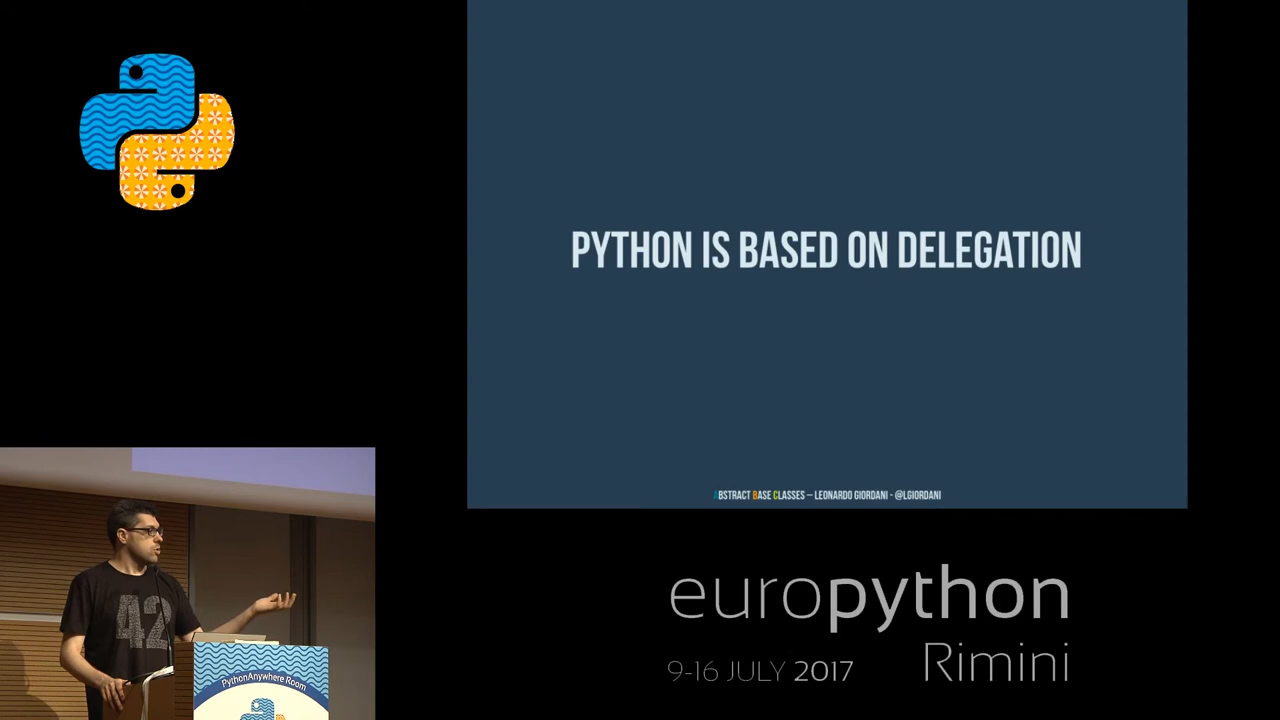 PYTHON IS BASED ON DELEGATION
ABSTRACT BASE CLASSES – LEONARDO GIORDANI - @LGIORDANI
42
PythonAnywhere Room
europython
Rimini
9-16 JULY 2017